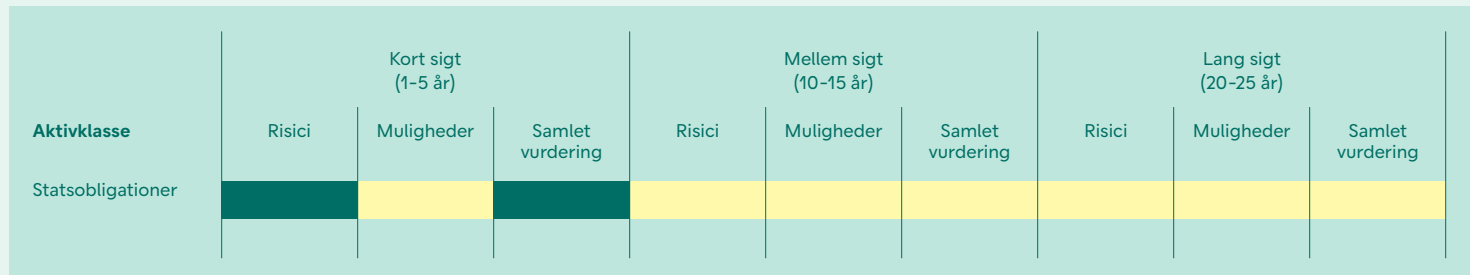 Kort sigt
(1-5 år)
Mellem sigt
(10-15 år)
Lang sigt
(20-25 år)
Aktivklasse
Risici
Muligheder
Samlet
vurdering
Risici
Muligheder
Samlet
vurdering
Risici
Muligheder
Samlet
vurdering
Statsobligationer